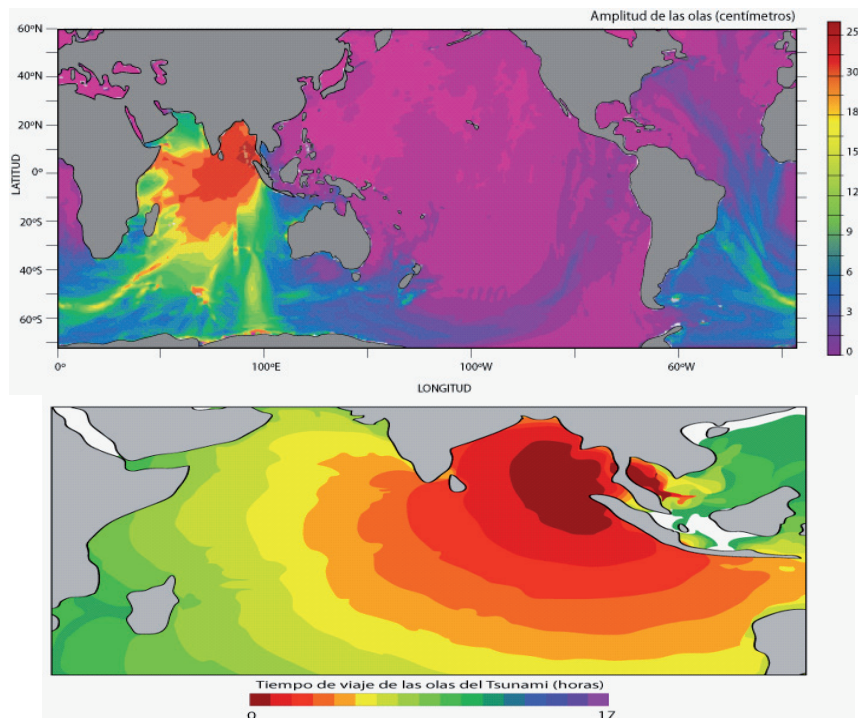 Amplitud de las olas (centímetros)
60ºN
40ºN
20ºN
0º
20ºS
40ºS
60ºS
LATITUD
0º
100ºE
100ºW
60ºW
LONGITUD
25
30
18
15
12
9
6
3
0
Tiempo de viaje de las olas del Tsunami (horas)
0
17